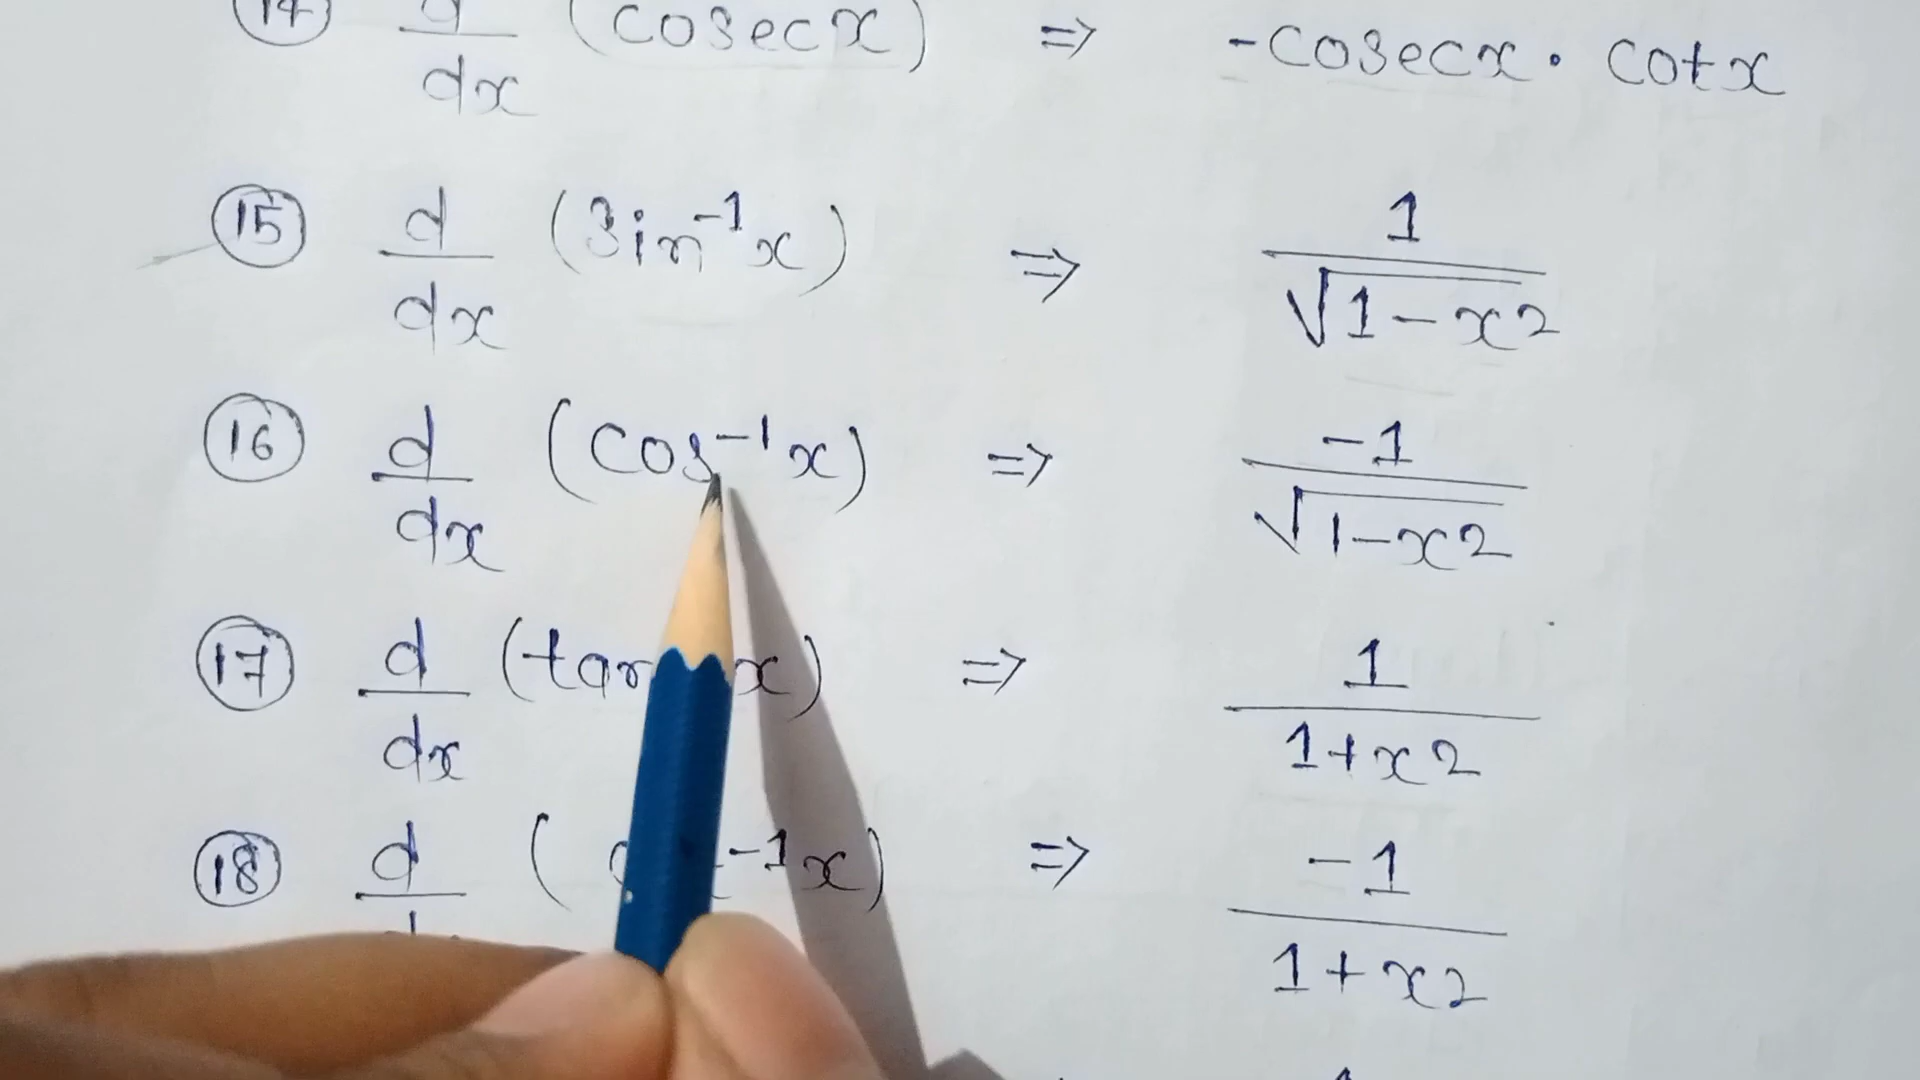 14 d/dx (cosecx) ⇒ -cosecx · cotx
15 d/dx (sin⁻¹x) ⇒ 1/√1-x2
16 d/dx (cos⁻¹x) ⇒ -1/√1-x2
17 d/dx (tan x) ⇒ 1/1+x2
18 d ( ⁻¹x) ⇒ -1/1+x2